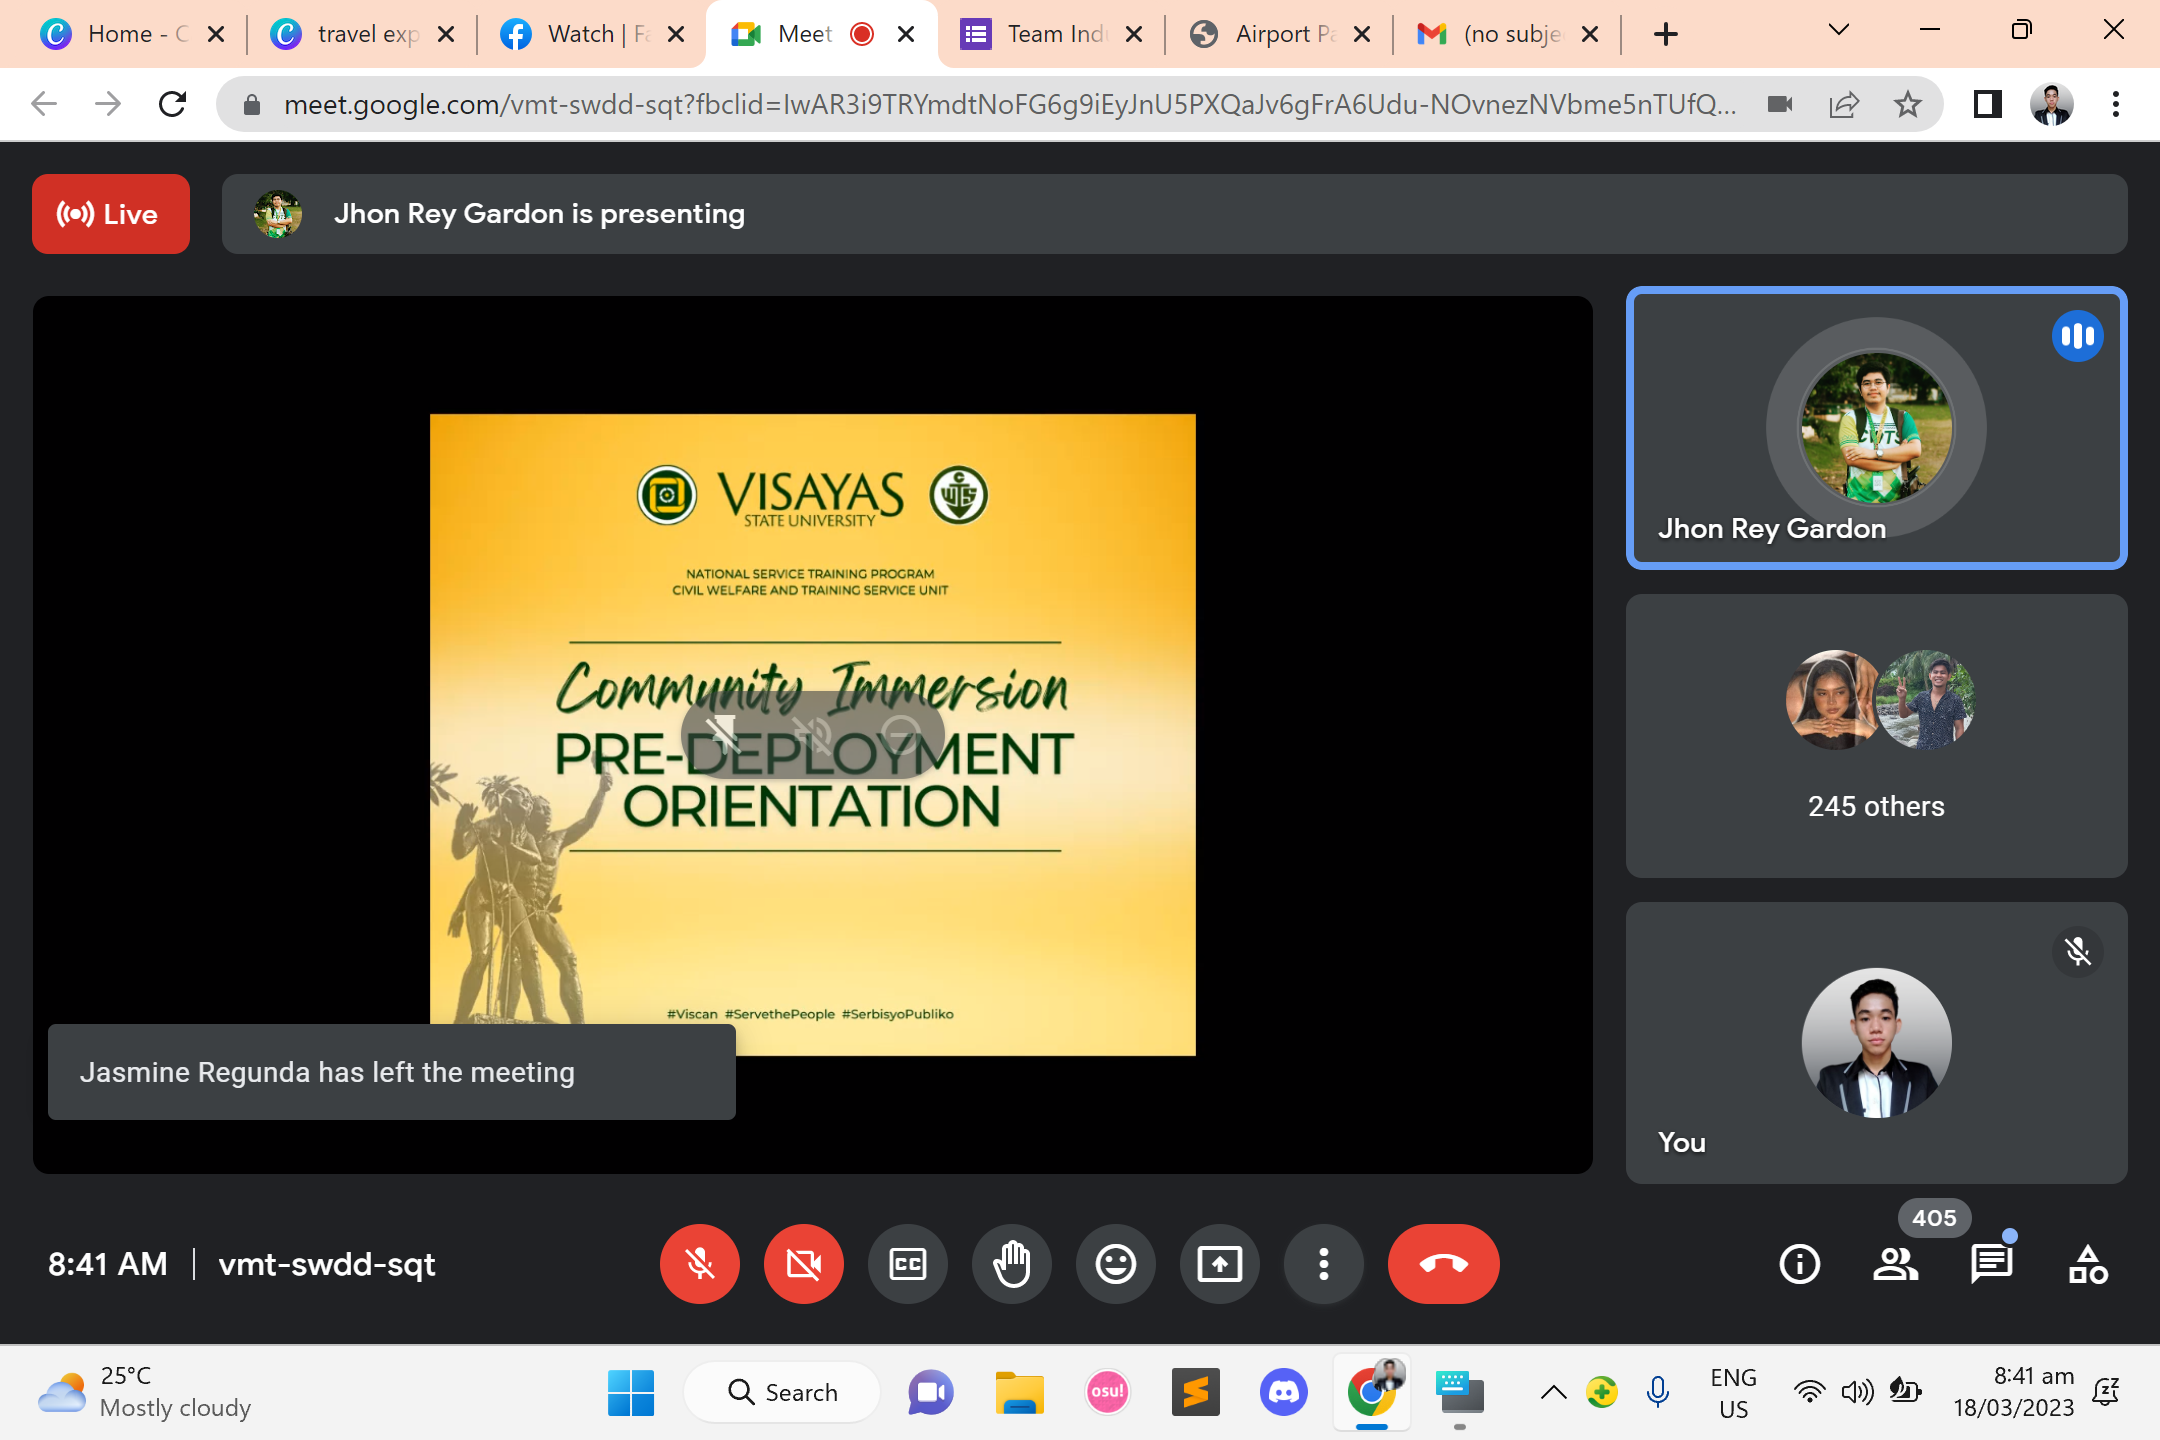 Home - C
travel exp
Watch | Fa
Meet
Team Indu
Airport Pa
(no subje
meet.google.com/vmt-swdd-sqt?fbclid=IwAR3i9TRYmdtNoFG6g9iEyJnU5PXQaJv6gFrA6Udu-NOvnezNVbme5nTUfQ...
Live
Jhon Rey Gardon is presenting
VISAYAS
STATE UNIVERSITY
CWTS
NATIONAL SERVICE TRAINING PROGRAM
CIVIL WELFARE AND TRAINING SERVICE UNIT
Community Immersion
PRE-DEPLOYMENT
ORIENTATION
#Viscan #ServethePeople #SerbisyoPubliko
Jasmine Regunda has left the meeting
CWTS
Jhon Rey Gardon
245 others
You
8:41 AM | vmt-swdd-sqt
CC
405
25°C
Mostly cloudy
Search
osu!
ENG
US
8:41 am
18/03/2023